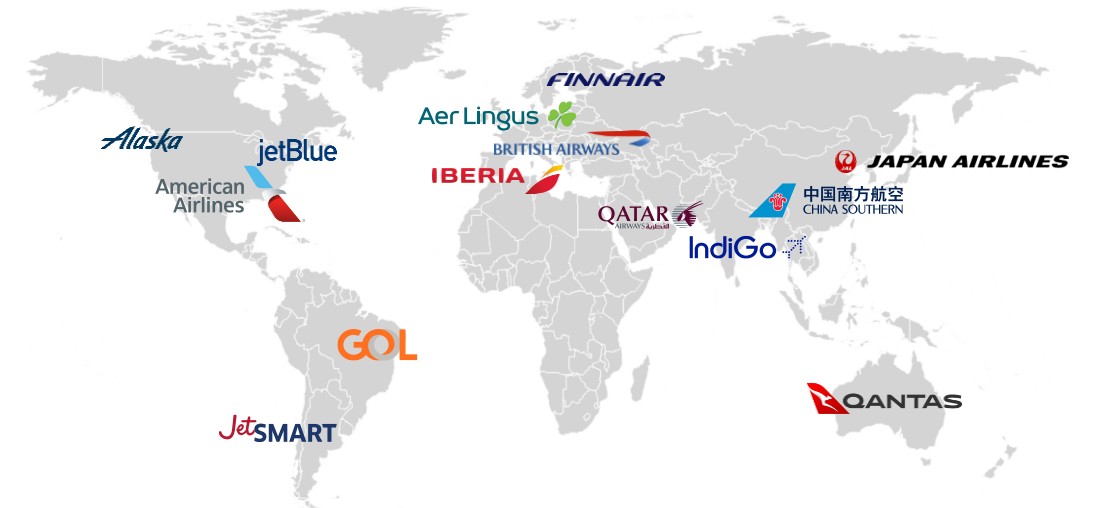 FINNAIR
Aer Lingus
Alaska
jetBlue
BRITISH AIRWAYS
JAL
JAPAN AIRLINES
IBERIA
American
Airlines
中国南方航空
CHINA SOUTHERN
QATAR
AIRWAYS القطرية
IndiGo
GOL
QANTAS
JetSMART